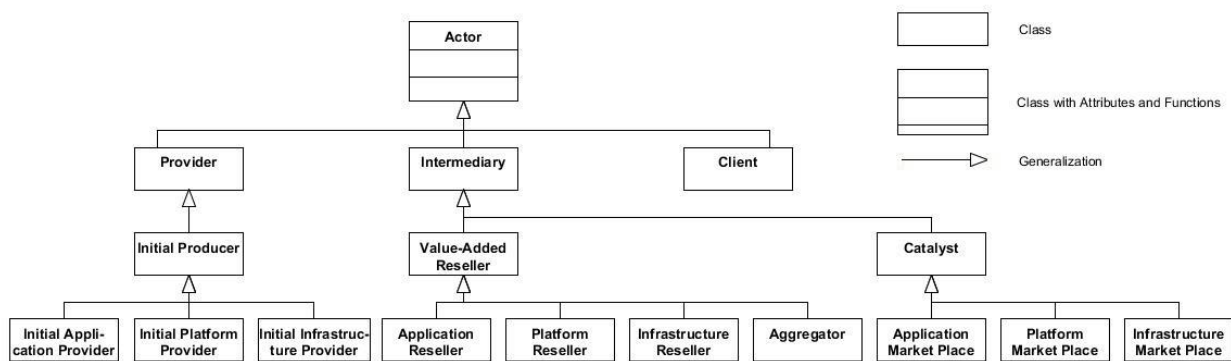 Actor
Class
Class with Attributes and Functions
Provider
Intermediary
Client
Generalization
Initial Producer
Value-Added
Reseller
Catalyst
Initial Appli-
cation Provider
Initial Platform
Provider
Initial Infrastruc-
ture Provider
Application
Reseller
Platform
Reseller
Infrastructure
Reseller
Aggregator
Application
Market Place
Platform
Market Place
Infrastructure
Market Place